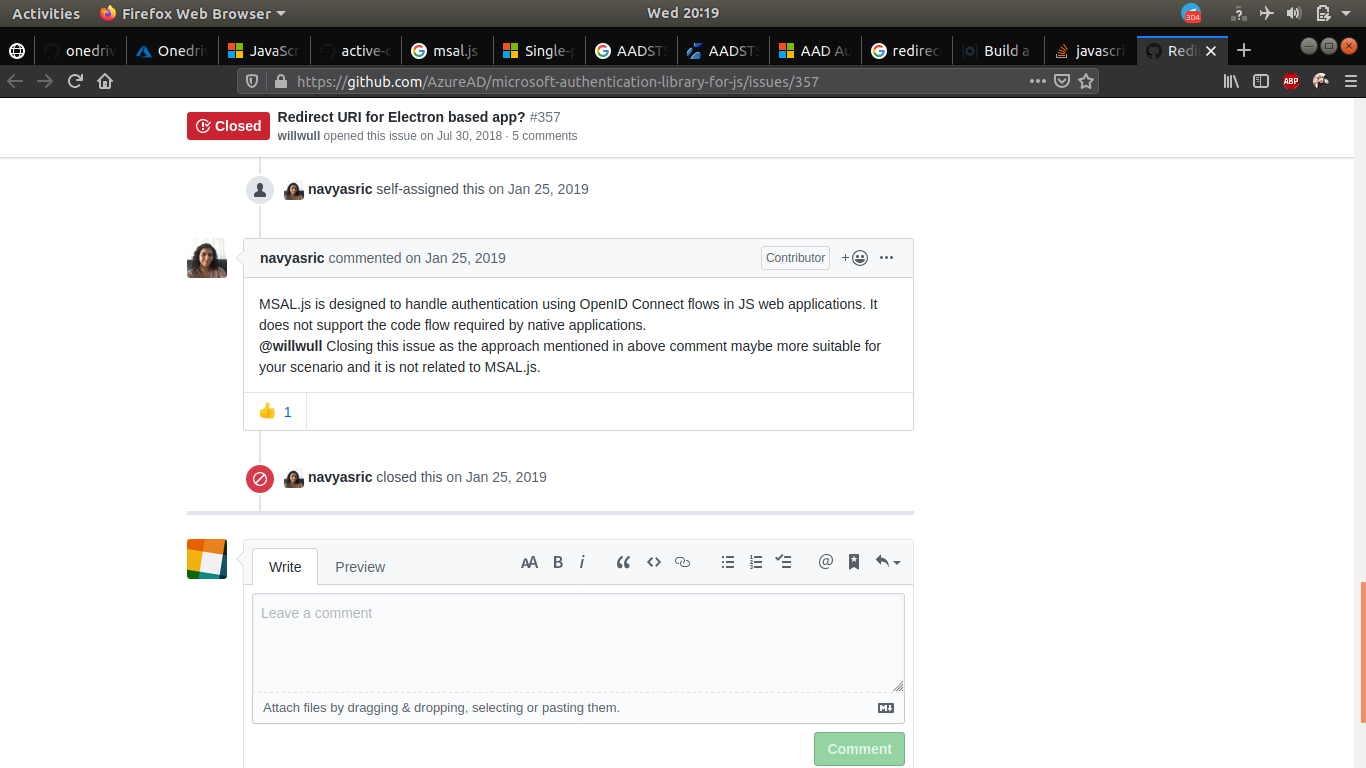 Activities Firefox Web Browser Wed 20:19 304
onedriv Onedriv JavaScr active-d msal.js Single-p AADSTS AADSTS AAD Au redirect Build a javascri Redi
https://github.com/AzureAD/microsoft-authentication-library-for-js/issues/357 ABP
Closed Redirect URI for Electron based app? #357
willwull opened this issue on Jul 30, 2018 · 5 comments
navyasric self-assigned this on Jan 25, 2019
navyasric commented on Jan 25, 2019 Contributor
MSAL.js is designed to handle authentication using OpenID Connect flows in JS web applications. It
does not support the code flow required by native applications.
@willwull Closing this issue as the approach mentioned in above comment maybe more suitable for
your scenario and it is not related to MSAL.js.
👍 1
navyasric closed this on Jan 25, 2019
Write Preview AA B i
Leave a comment
Attach files by dragging & dropping, selecting or pasting them.
Comment